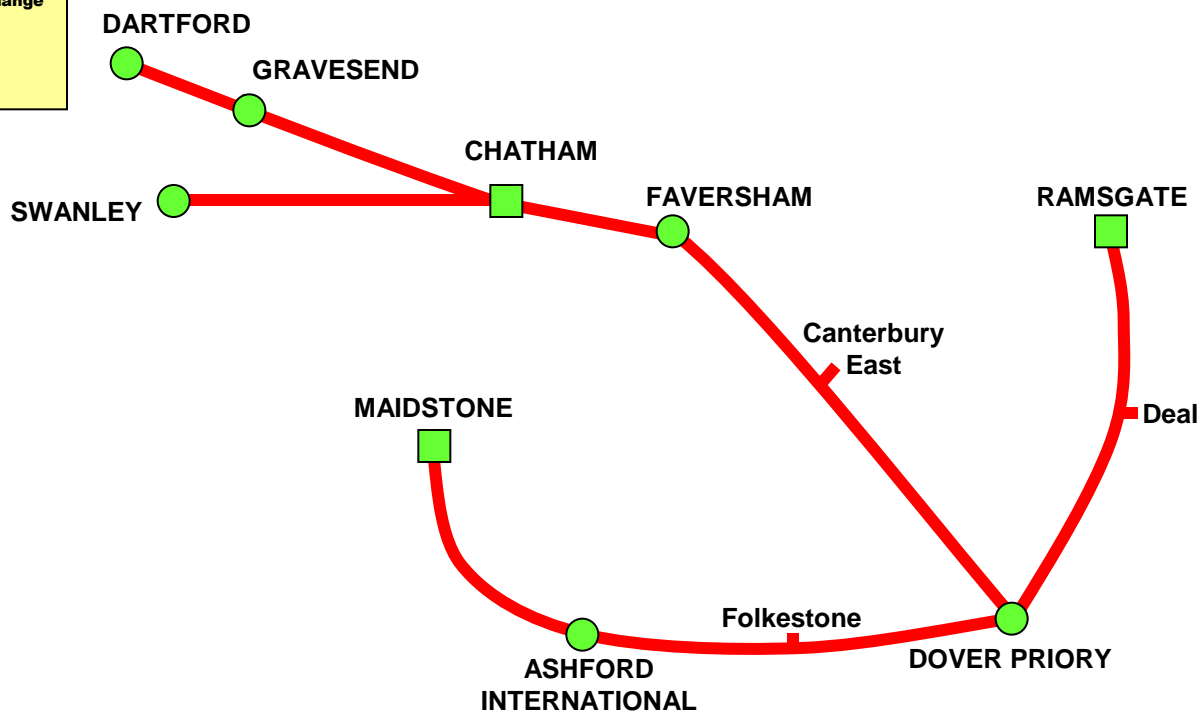 DARTFORD
GRAVESEND
CHATHAM
SWANLEY
FAVERSHAM
RAMSGATE
Canterbury
East
MAIDSTONE
Deal
Folkestone
ASHFORD
INTERNATIONAL
DOVER PRIORY